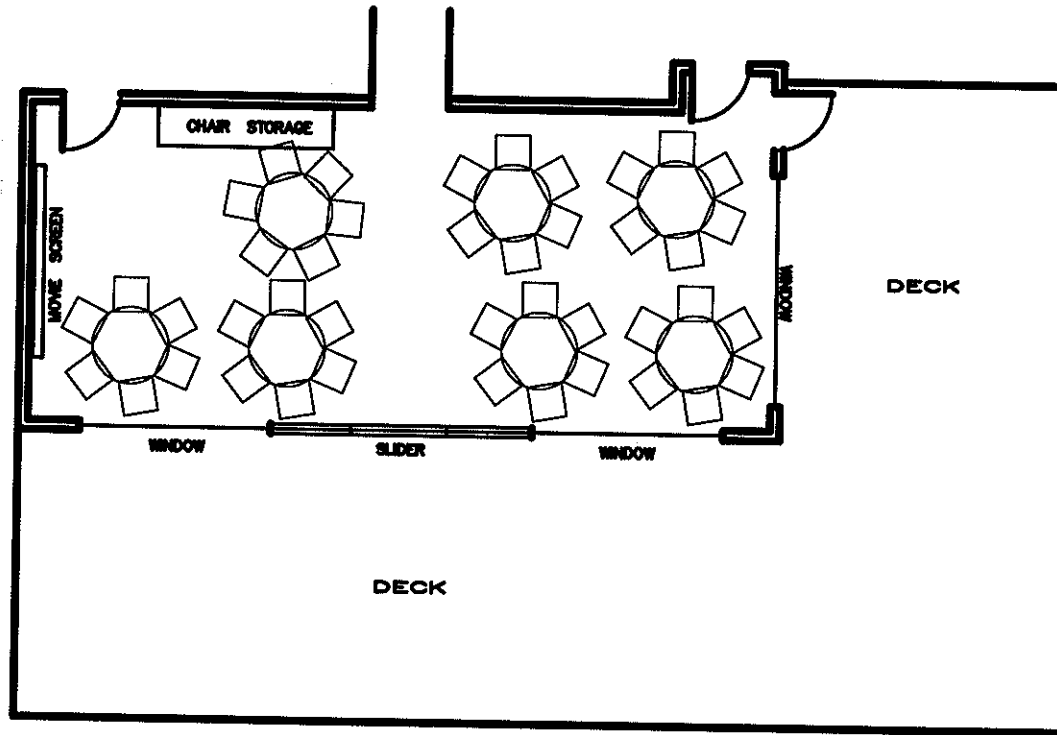 CHAIR STORAGE
MOVIE SCREEN
WINDOW
DECK
WINDOW
SLIDER
WINDOW
DECK